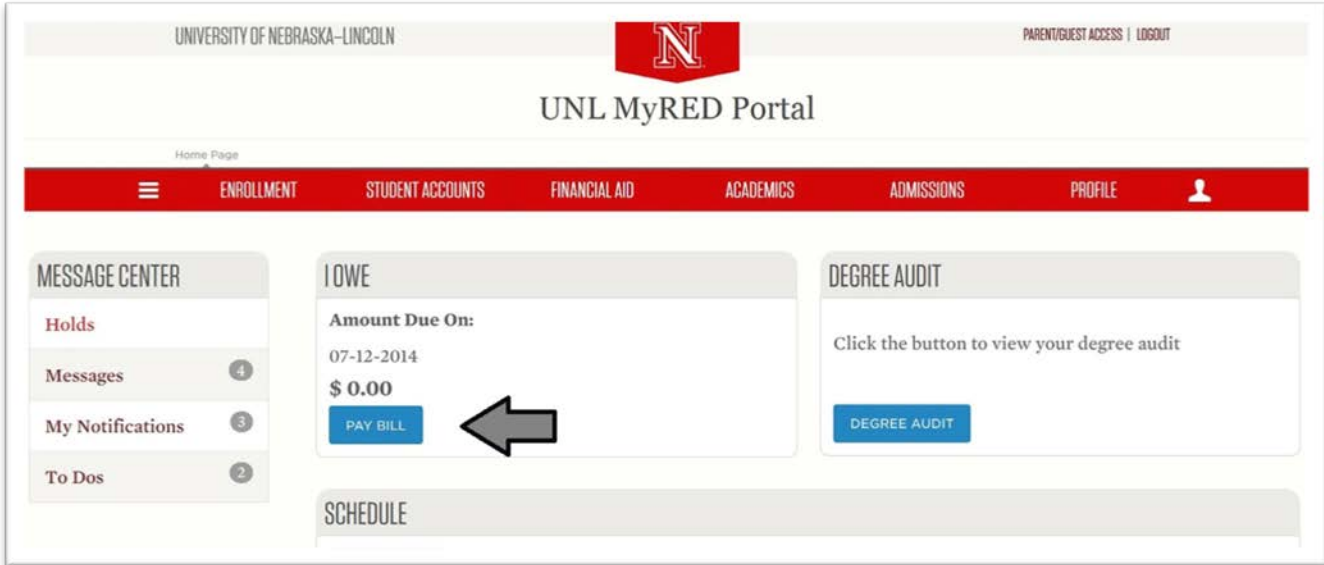 UNIVERSITY OF NEBRASKA–LINCOLN
N
PARENT/GUEST ACCESS | LOGOUT
UNL MyRED Portal
Home Page
ENROLLMENT STUDENT ACCOUNTS FINANCIAL AID ACADEMICS ADMISSIONS PROFILE
MESSAGE CENTER
Holds
Messages 4
My Notifications 3
To Dos 2
I OWE
Amount Due On:
07-12-2014
$ 0.00
PAY BILL
DEGREE AUDIT
Click the button to view your degree audit
DEGREE AUDIT
SCHEDULE